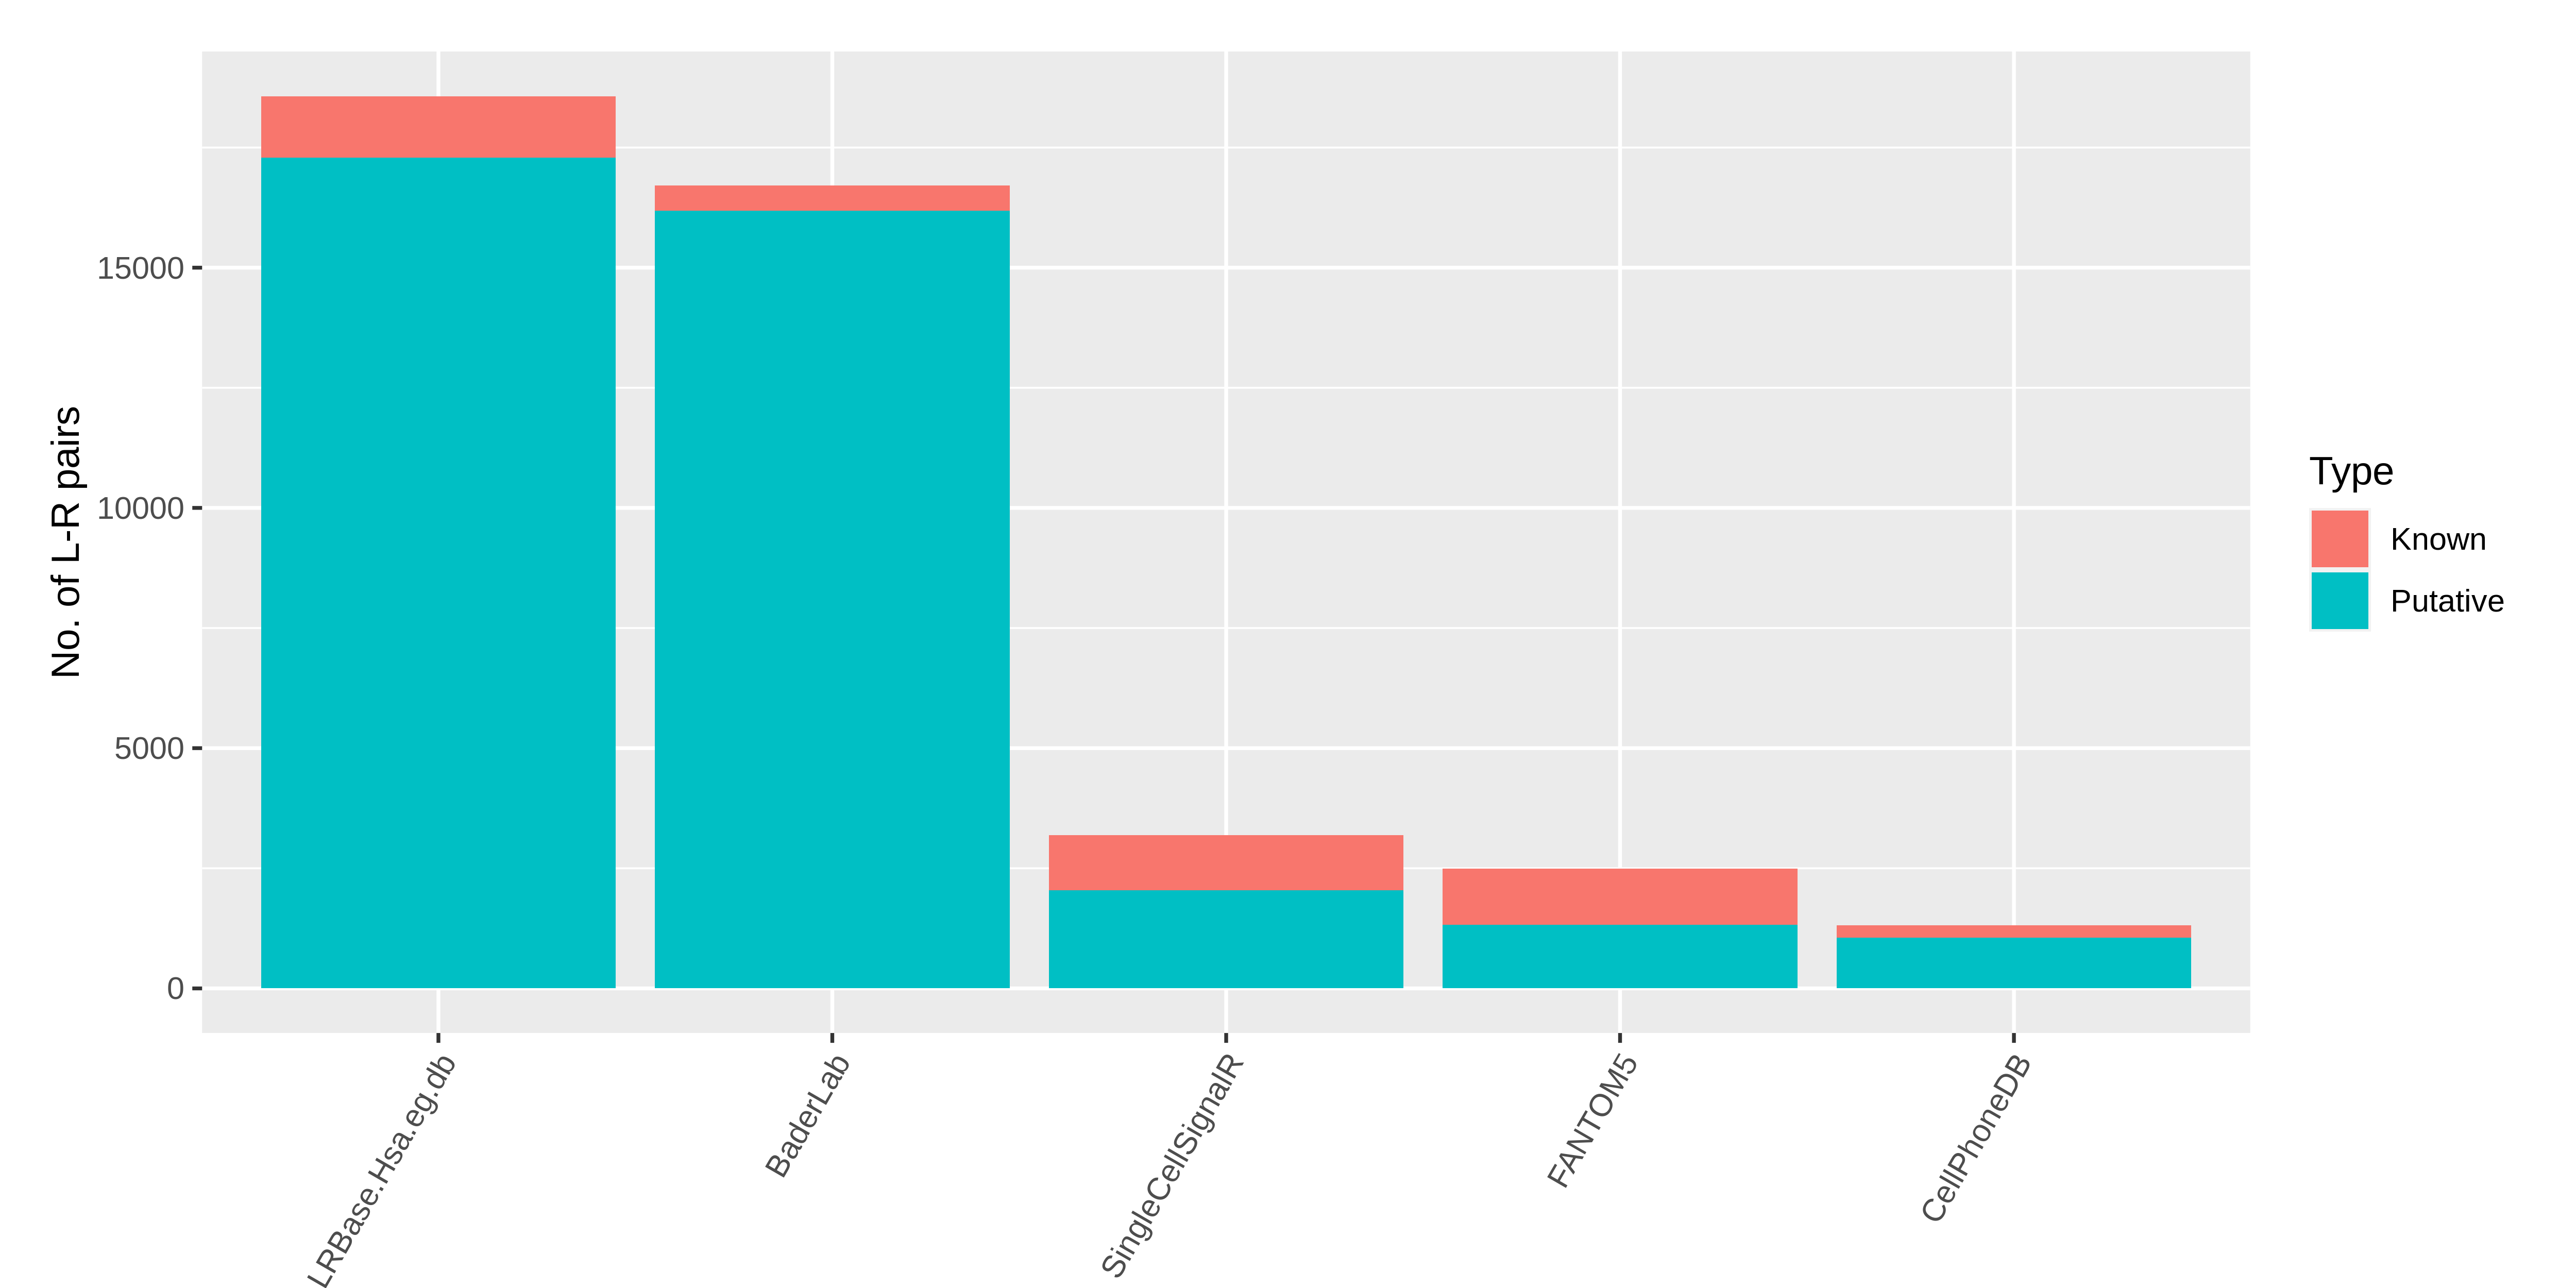 No. of L-R pairs
15000
10000
5000
0
LRBase.Hsa.eg.db
BaderLab
SingleCellSignalR
FANTOM5
CellPhoneDB
Type
Known
Putative